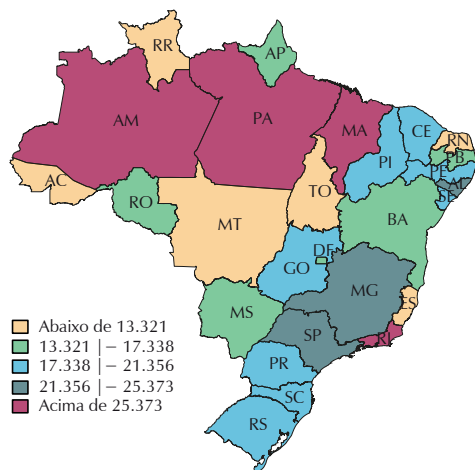 RR
AP
AM
PA
MA
CE
RN
PB
PI
PE
AL
SE
AC
RO
TO
MT
BA
DF
GO
MG
ES
MS
SP
RJ
PR
SC
RS
Abaixo de 13.321
13.321 |− 17.338
17.338 |− 21.356
21.356 |− 25.373
Acima de 25.373